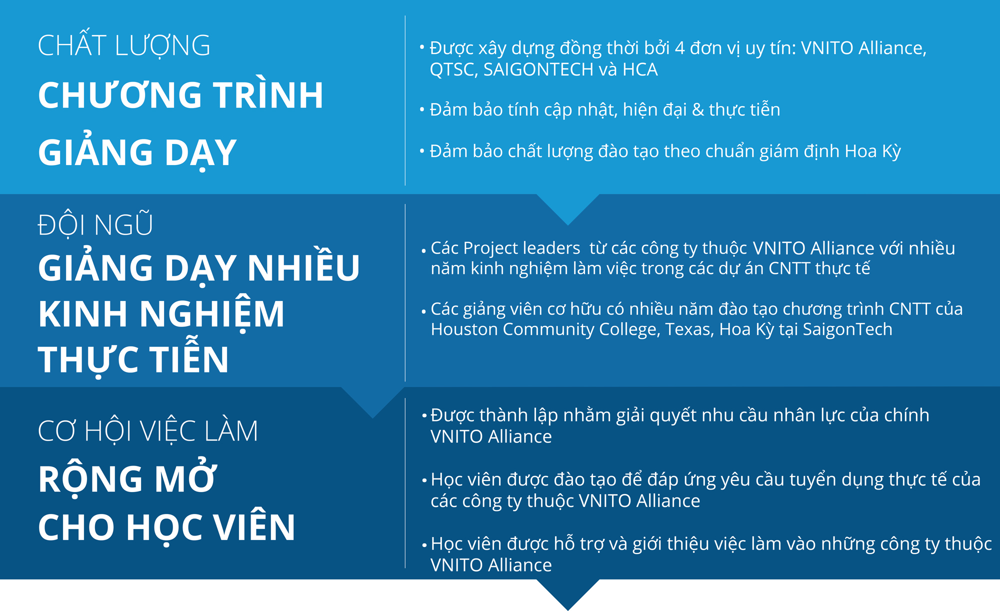 CHẤT LƯỢNG
CHƯƠNG TRÌNH
GIẢNG DẠY
• Được xây dựng đồng thời bởi 4 đơn vị uy tín: VNITO Alliance,
QTSC, SAIGONTECH và HCA
• Đảm bảo tính cập nhật, hiện đại & thực tiễn
• Đảm bảo chất lượng đào tạo theo chuẩn giám định Hoa Kỳ
ĐỘI NGŨ
GIẢNG DẠY NHIỀU
KINH NGHIỆM
THỰC TIỄN
• Các Project leaders từ các công ty thuộc VNITO Alliance với nhiều
năm kinh nghiệm làm việc trong các dự án CNTT thực tế
• Các giảng viên cơ hữu có nhiều năm đào tạo chương trình CNTT của
Houston Community College, Texas, Hoa Kỳ tại SaigonTech
CƠ HỘI VIỆC LÀM
RỘNG MỞ
CHO HỌC VIÊN
• Được thành lập nhằm giải quyết nhu cầu nhân lực của chính
VNITO Alliance
• Học viên được đào tạo để đáp ứng yêu cầu tuyển dụng thực tế của
các công ty thuộc VNITO Alliance
• Học viên được hỗ trợ và giới thiệu việc làm vào những công ty thuộc
VNITO Alliance